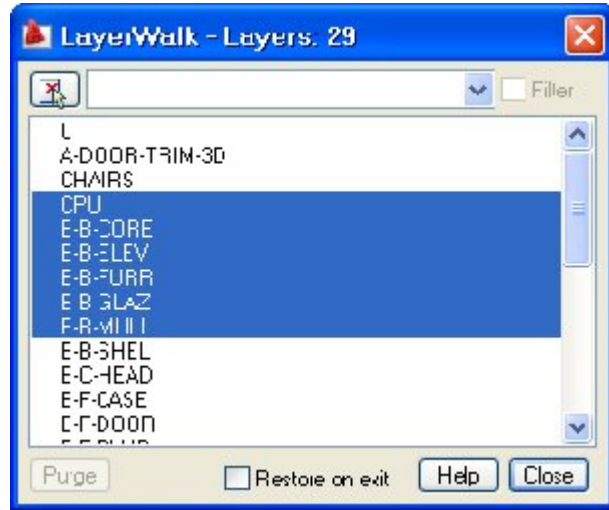 LayerWalk - Layers: 29
Filter
A-DOOR-TRIM-3D
CHAIRS
CPU
E-B-CORE
E-B-ELEV
E-B-FURR
E-B-GLAZ
E-B-MULL
E-B-SHEL
E-C-HEAD
E-F-CASE
E-F-DOOR
Purge
Restore on exit
Help
Close